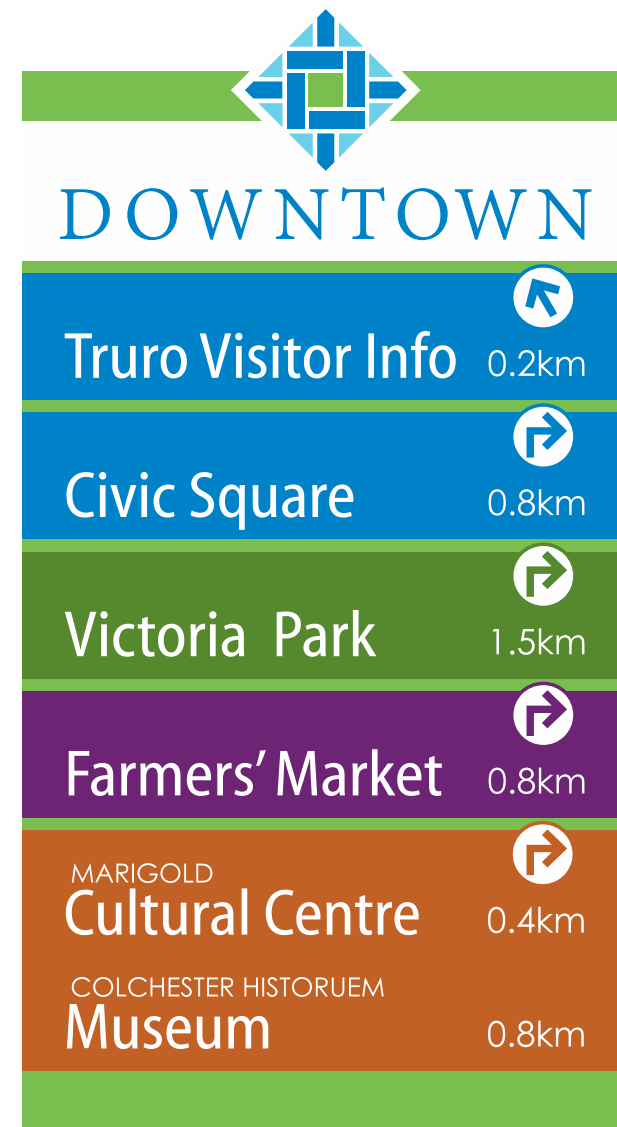 DOWNTOWN
Truro Visitor Info 0.2km
Civic Square 0.8km
Victoria Park 1.5km
Farmers’ Market 0.8km
MARIGOLD
Cultural Centre 0.4km
COLCHESTER HISTORUEM
Museum 0.8km